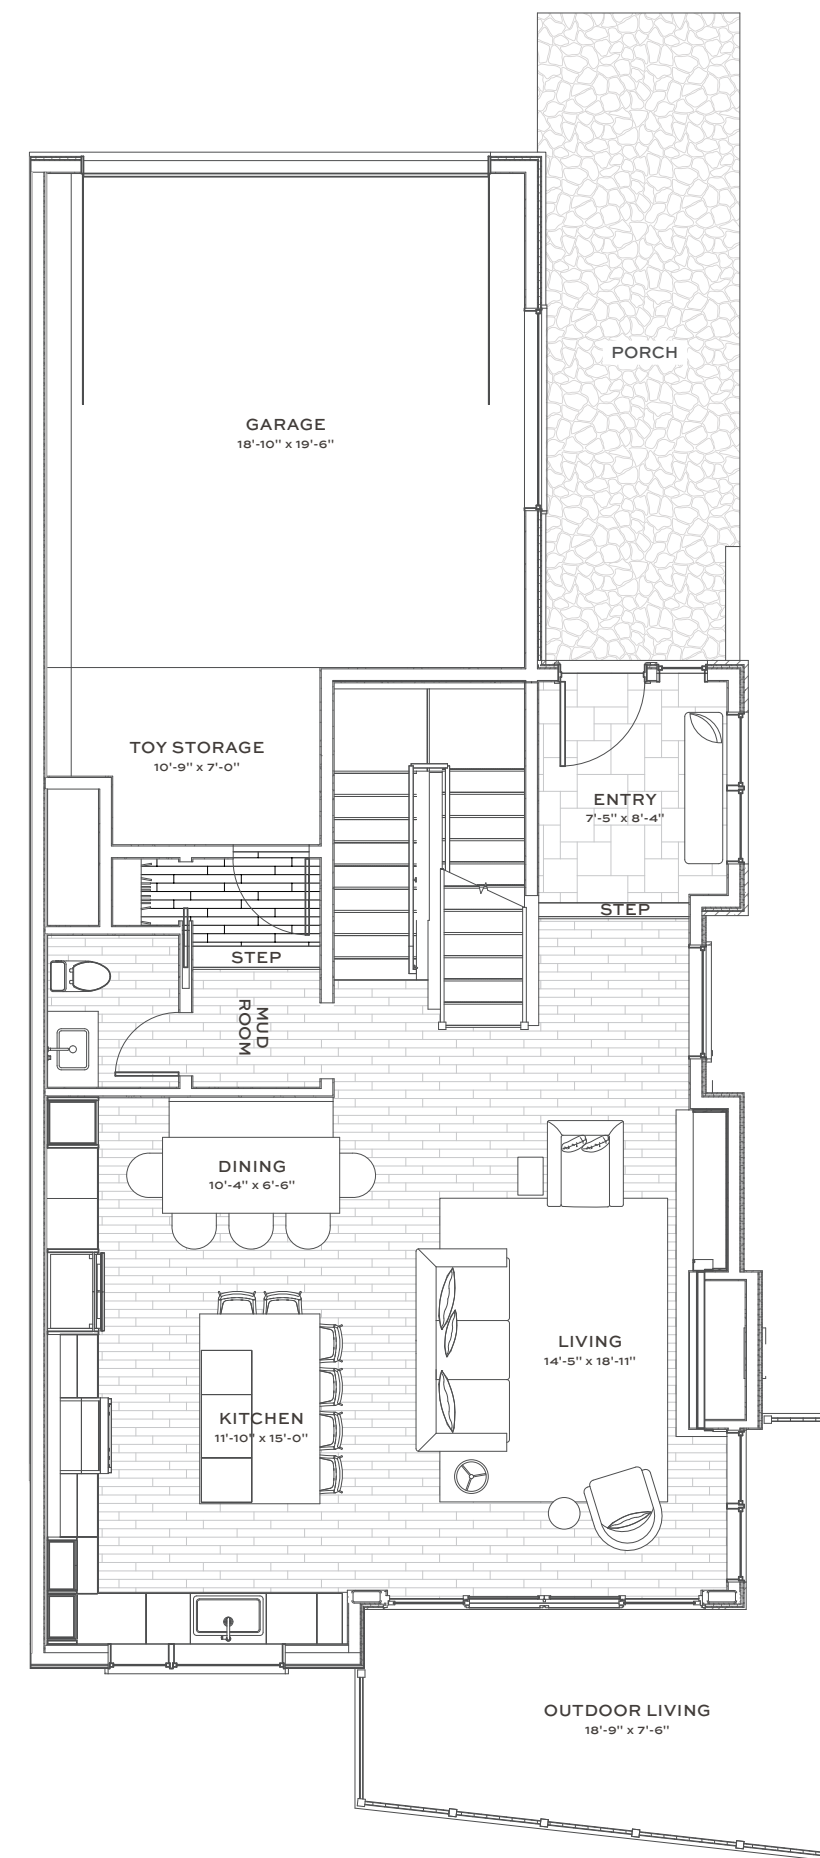 PORCH
GARAGE
18'-10" x 19'-6"
TOY STORAGE
10'-9" x 7'-0"
ENTRY
7'-5" x 8'-4"
STEP
STEP
MUD
ROOM
DINING
10'-4" x 6'-6"
LIVING
14'-5" x 18'-11"
KITCHEN
11'-10" x 15'-0"
OUTDOOR LIVING
18'-9" x 7'-6"